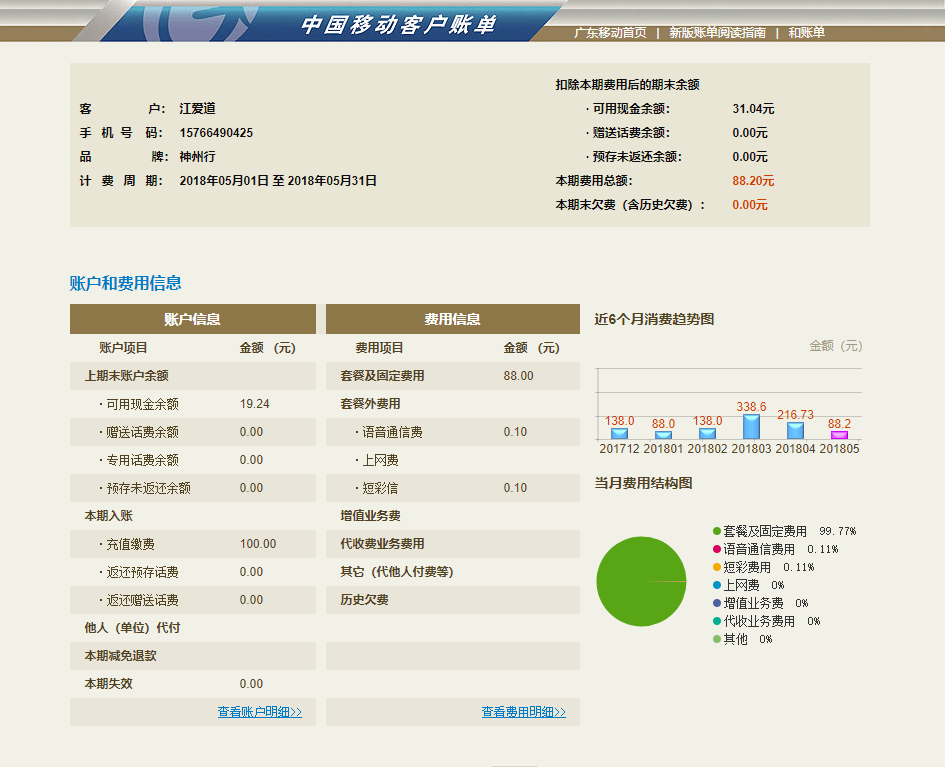 中国移动客户账单
广东移动首页 | 新版账单阅读指南 | 和账单
客 户： 江爱道
手 机 号 码： 15766490425
品 牌： 神州行
计 费 周 期： 2018年05月01日 至 2018年05月31日
扣除本期费用后的期末余额
· 可用现金余额： 31.04元
· 赠送话费余额： 0.00元
· 预存未返还余额： 0.00元
本期费用总额： 88.20元
本期末欠费（含历史欠费）： 0.00元
账户和费用信息
账户信息
账户项目 金额 （元）
上期末账户余额
· 可用现金余额 19.24
· 赠送话费余额 0.00
· 专用话费余额 0.00
· 预存未返还余额 0.00
本期入账
· 充值缴费 100.00
· 返还预存话费 0.00
· 返还赠送话费 0.00
他人（单位）代付
本期减免退款
本期失效 0.00
查看账户明细>>
费用信息
费用项目 金额 （元）
套餐及固定费用 88.00
套餐外费用
· 语音通信费 0.10
· 上网费
· 短彩信 0.10
增值业务费
代收费业务费用
其它（代他人付费等）
历史欠费
查看费用明细>>
近6个月消费趋势图
金额（元）
138.0 88.0 138.0 338.6 216.73 88.2
201712 201801 201802 201803 201804 201805
当月费用结构图
套餐及固定费用 99.77%
语音通信费用 0.11%
短彩费用 0.11%
上网费 0%
增值业务费 0%
代收业务费用 0%
其他 0%